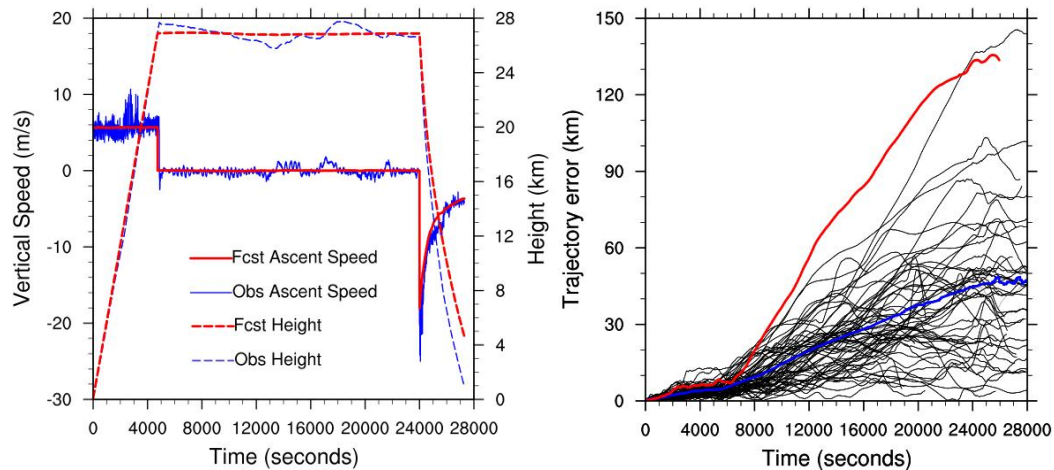 20
10
0
-10
-20
-30
Vertical Speed (m/s)
28
24
20
16
12
8
4
0
Height (km)
Fcst Ascent Speed
Obs Ascent Speed
Fcst Height
Obs Height
0 4000 8000 12000 16000 20000 24000 28000
Time (seconds)
150
120
90
60
30
0
Trajectory error (km)
0 4000 8000 12000 16000 20000 24000 28000
Time (seconds)